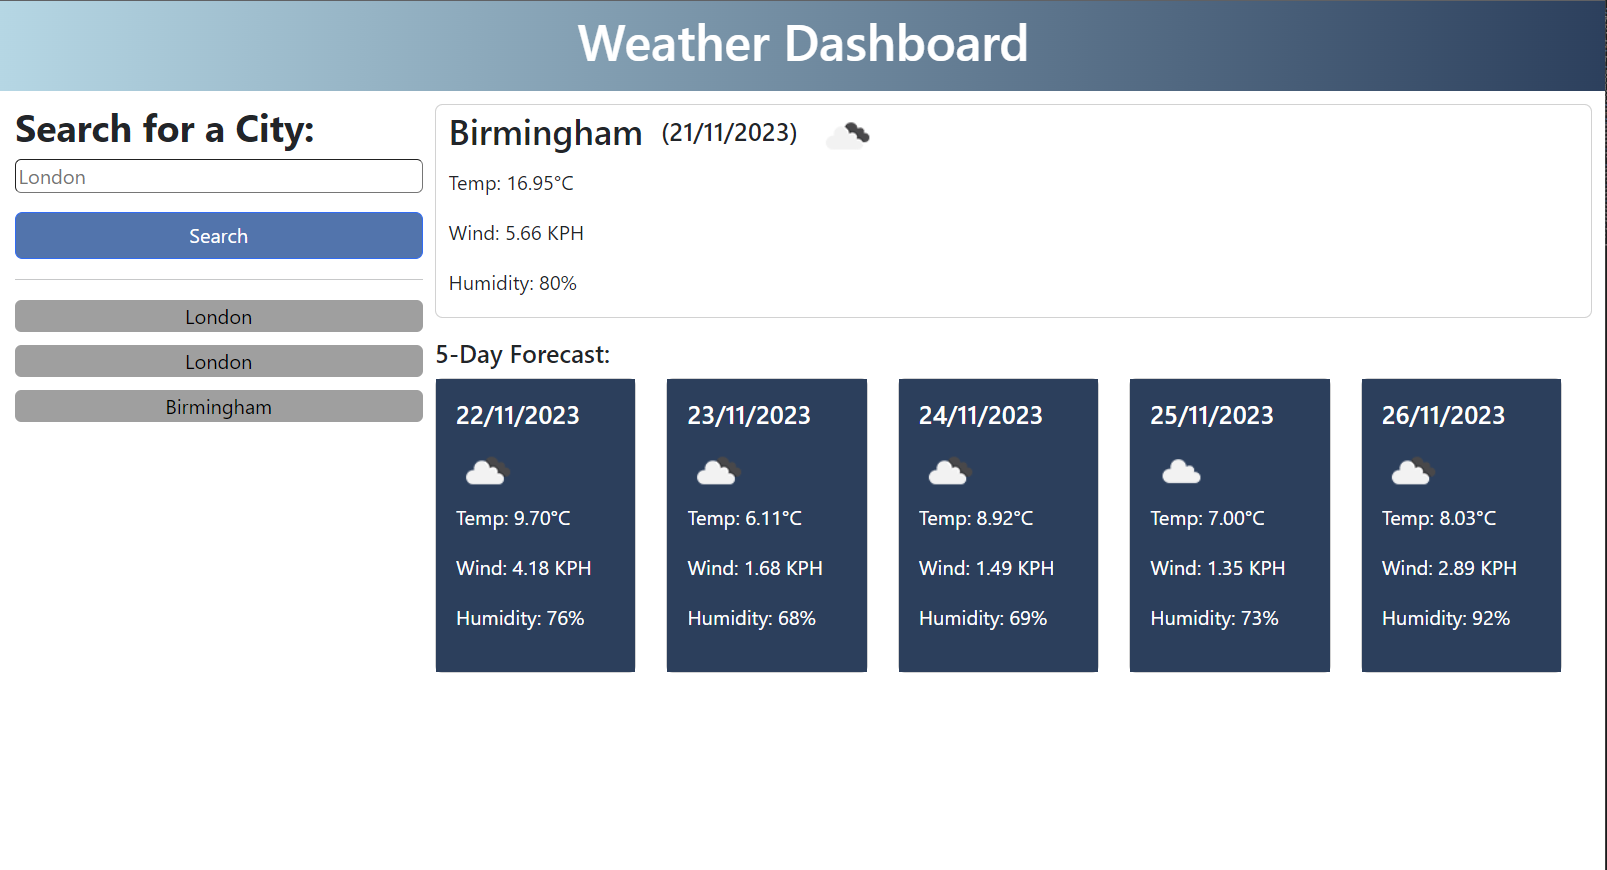 Weather Dashboard
Search for a City:
London
Search
London
London
Birmingham
Birmingham (21/11/2023)
Temp: 16.95°C
Wind: 5.66 KPH
Humidity: 80%
5-Day Forecast:
22/11/2023
Temp: 9.70°C
Wind: 4.18 KPH
Humidity: 76%
23/11/2023
Temp: 6.11°C
Wind: 1.68 KPH
Humidity: 68%
24/11/2023
Temp: 8.92°C
Wind: 1.49 KPH
Humidity: 69%
25/11/2023
Temp: 7.00°C
Wind: 1.35 KPH
Humidity: 73%
26/11/2023
Temp: 8.03°C
Wind: 2.89 KPH
Humidity: 92%